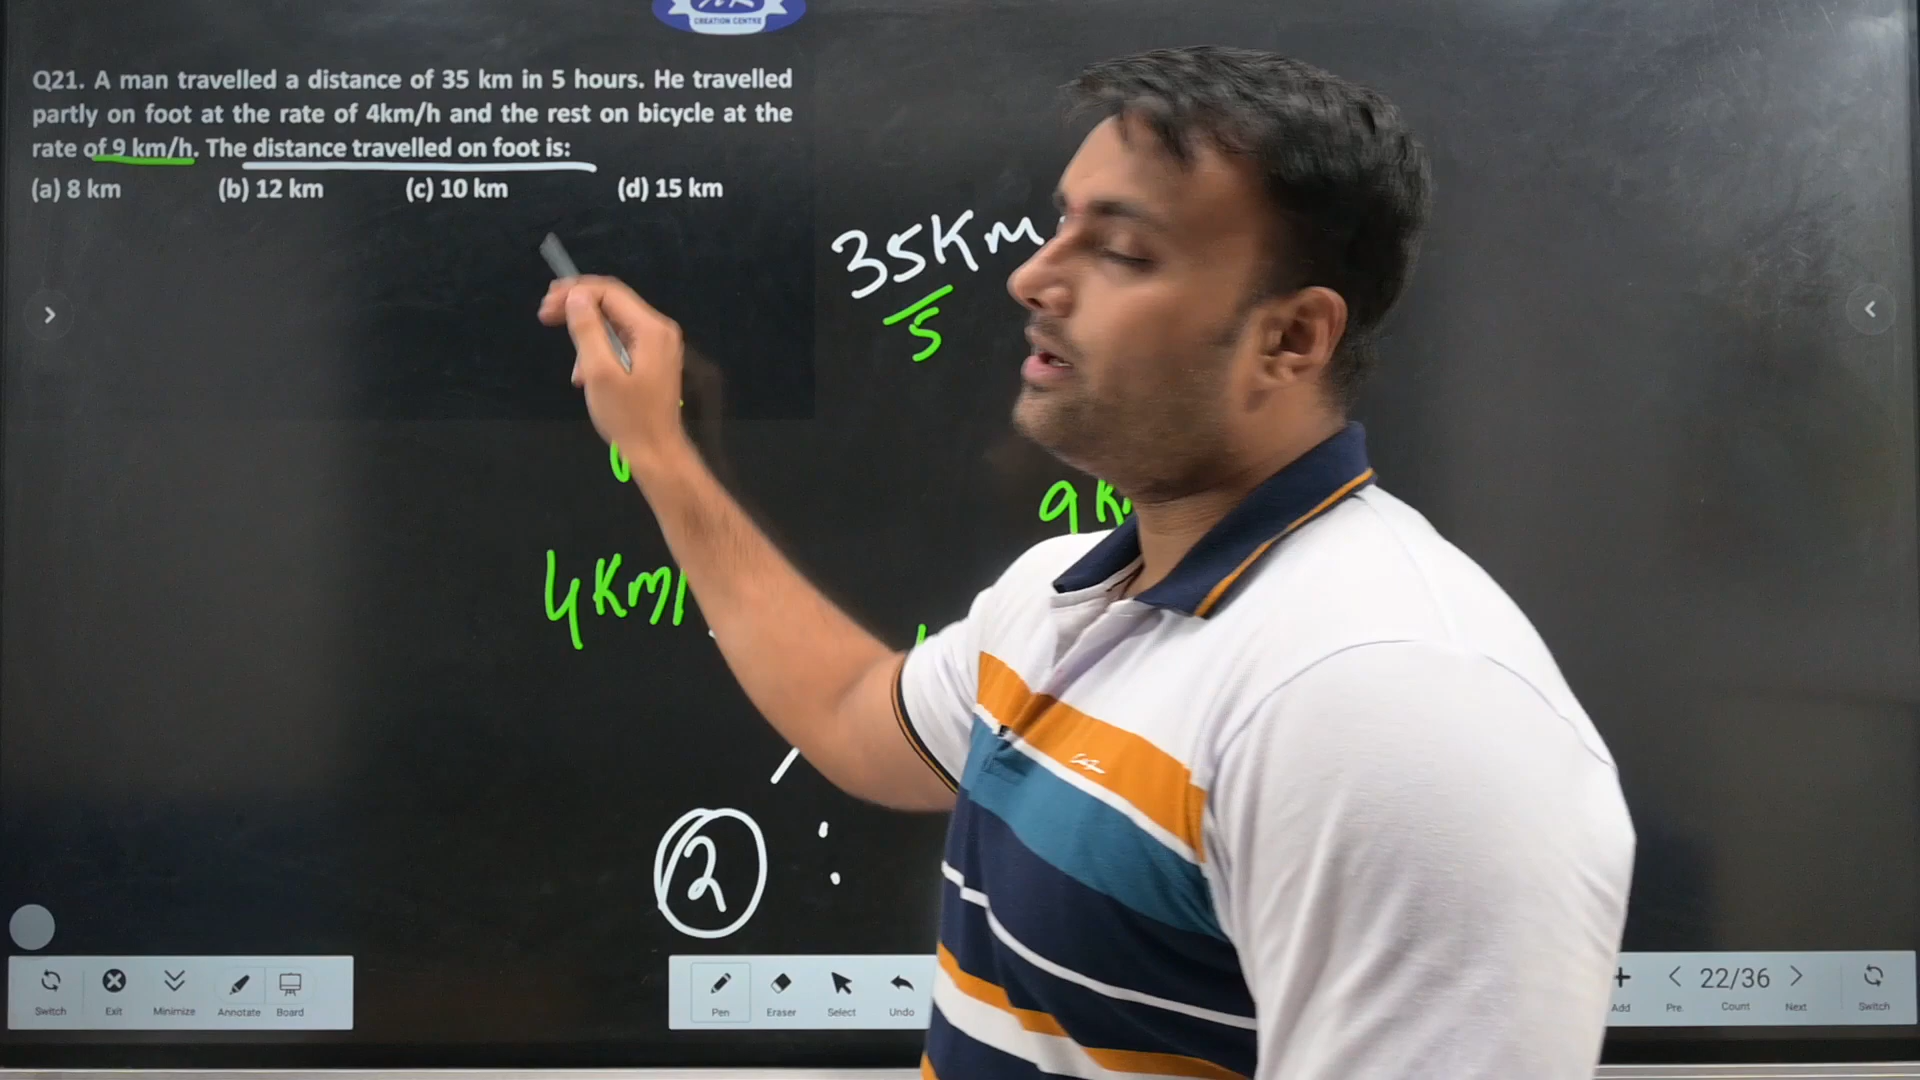 CREATION CENTRE
Q21. A man travelled a distance of 35 km in 5 hours. He travelled
partly on foot at the rate of 4km/h and the rest on bicycle at the
rate of 9 km/h. The distance travelled on foot is:
(a) 8 km (b) 12 km (c) 10 km (d) 15 km
35Km
5
9
4Km/
2 :
Switch Exit Minimize Annotate Board
Pen Eraser Select Undo
22/36
Add Pre. Count Next Switch